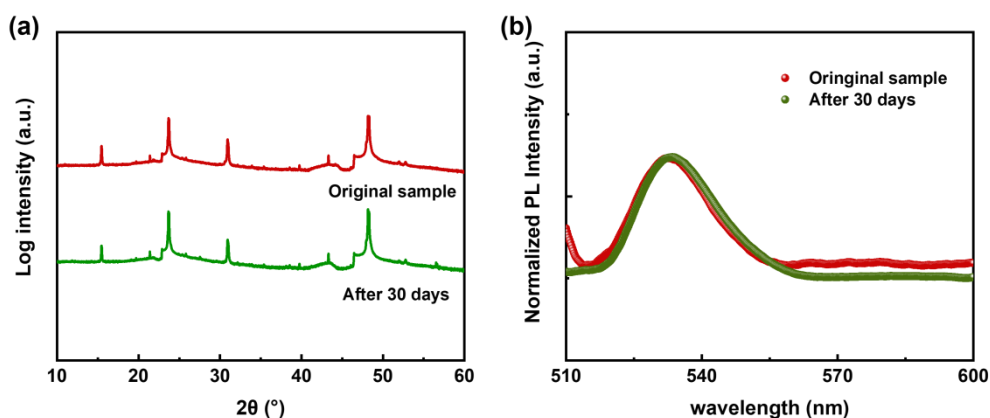 (a)
Log intensity (a.u.)
Original sample
After 30 days
10 20 30 40 50 60
2θ (°)
(b)
Normalized PL Intensity (a.u.)
Oringinal sample
After 30 days
510 540 570 600
wavelength (nm)